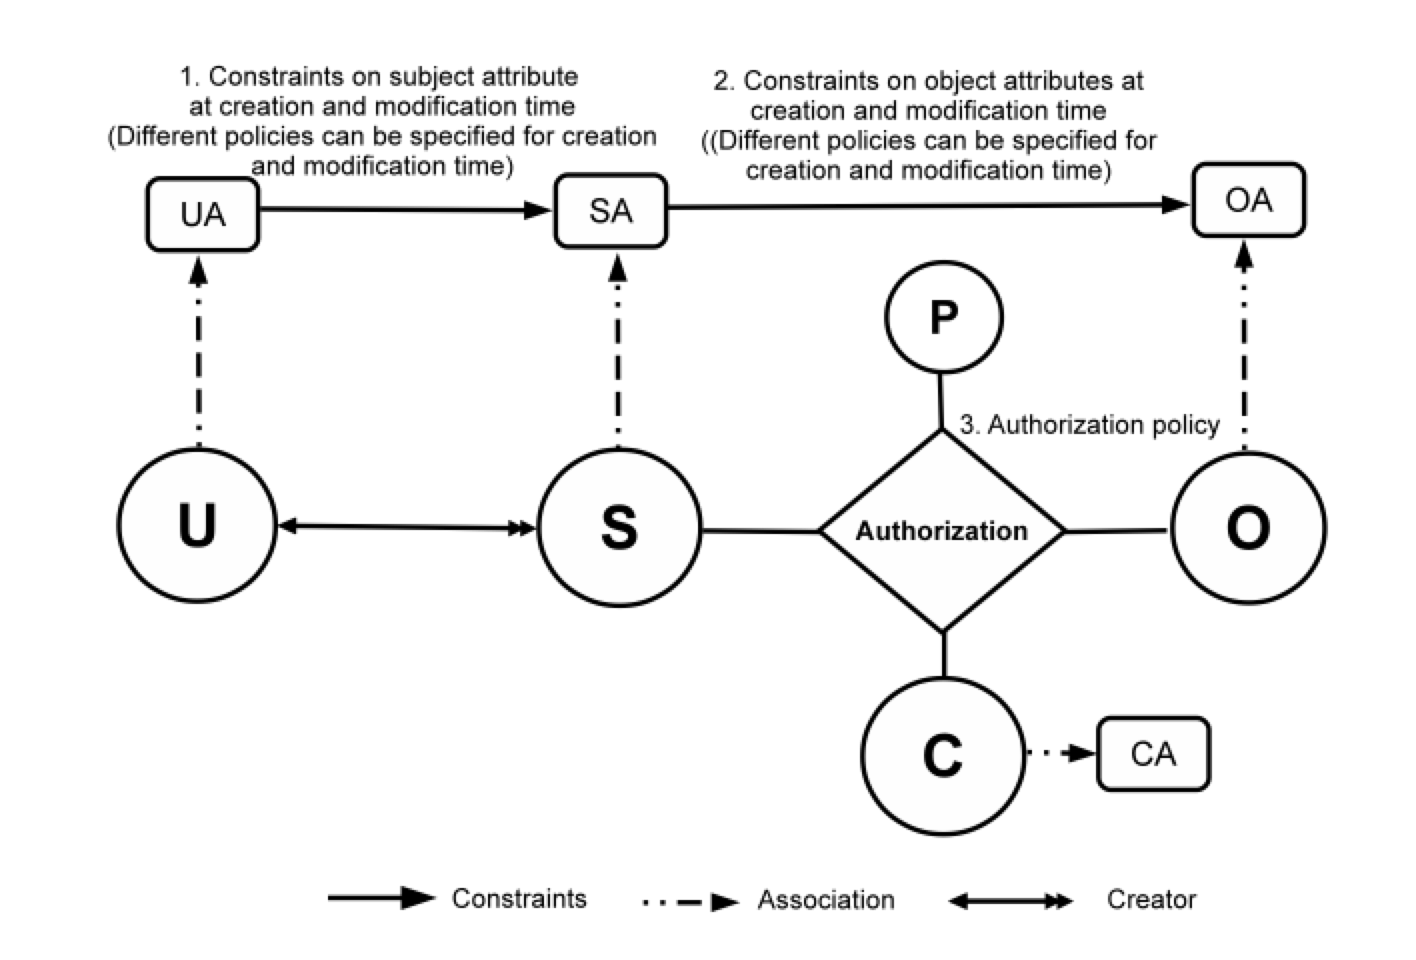 1. Constraints on subject attribute
at creation and modification time
(Different policies can be specified for creation
and modification time)
2. Constraints on object attributes at
creation and modification time
((Different policies can be specified for
creation and modification time)
UA
SA
OA
P
3. Authorization policy
U
S
Authorization
O
C
CA
Constraints
Association
Creator